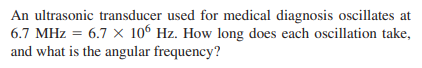 An ultrasonic transducer used for medical diagnosis oscillates at
6.7 MHz = 6.7 × 10⁶ Hz. How long does each oscillation take,
and what is the angular frequency?